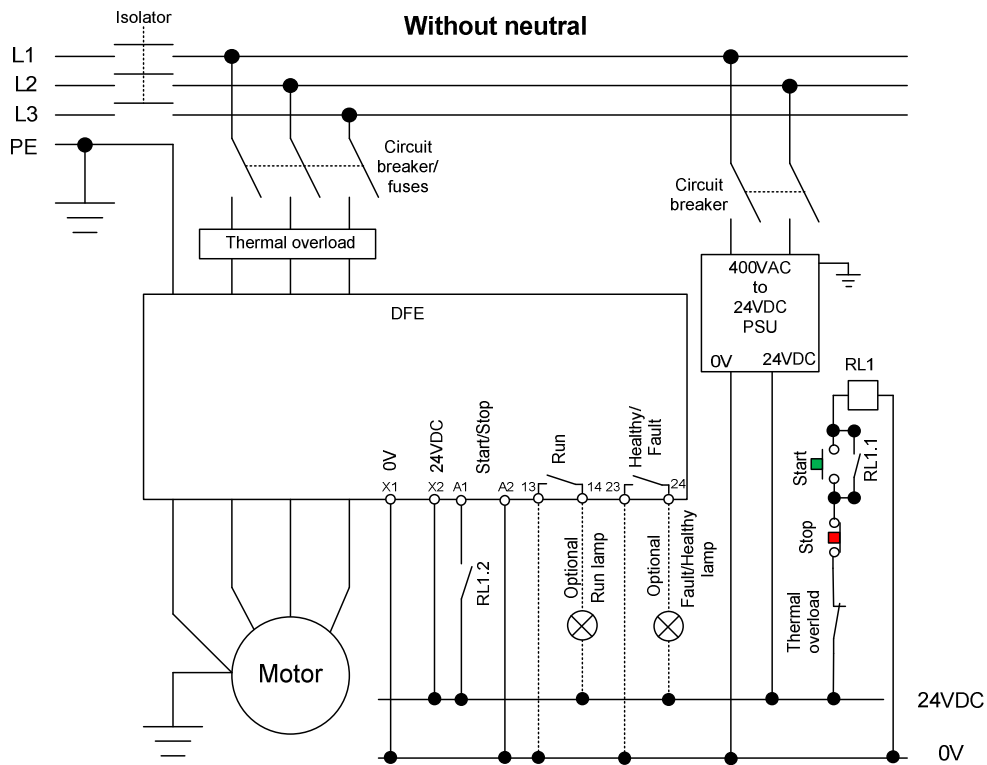 Without neutral
Isolator
L1
L2
L3
PE
Circuit
breaker/
fuses
Circuit
breaker
Thermal overload
400VAC
to
24VDC
PSU
0V
24VDC
DFE
RL1
0V
24VDC
Start/Stop
Run
Healthy/
Fault
X1
X2
A1
A2
13
14
23
24
Start
RL1.1
Stop
RL1.2
Optional
Run lamp
Optional
Fault/Healthy
lamp
Thermal
overload
Motor
24VDC
0V